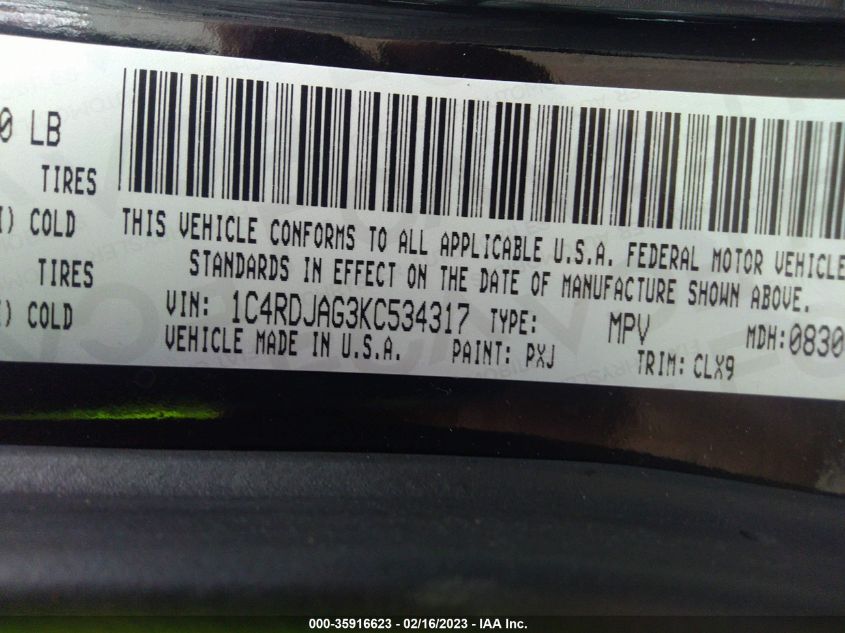 0 LB
TIRES
) COLD
TIRES
) COLD
THIS VEHICLE CONFORMS TO ALL APPLICABLE U.S.A. FEDERAL MOTOR VEHICLE
STANDARDS IN EFFECT ON THE DATE OF MANUFACTURE SHOWN ABOVE.
VIN: 1C4RDJAG3KC534317 TYPE: MPV MDH: 0830
VEHICLE MADE IN U.S.A. PAINT: PXJ TRIM: CLX9
000-35916623 - 02/16/2023 - IAA Inc.